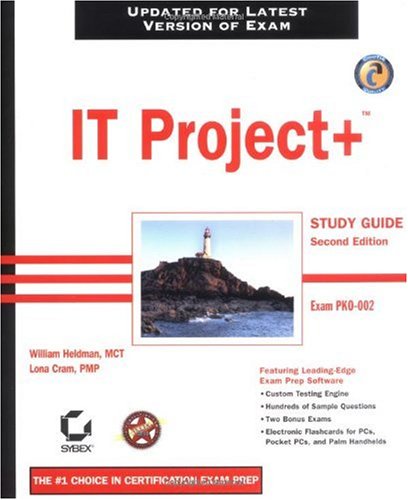 UPDATED FOR LATEST
VERSION OF EXAM
IT Project+™
STUDY GUIDE
Second Edition
Exam PK0-002
William Heldman, MCT
Lona Cram, PMP
Featuring Leading-Edge
Exam Prep Software
• Custom Testing Engine
• Hundreds of Sample Questions
• Two Bonus Exams
• Electronic Flashcards for PCs,
Pocket PCs, and Palm Handhelds
SYBEX®
THE #1 CHOICE IN CERTIFICATION EXAM PREP
Copyrighted Material